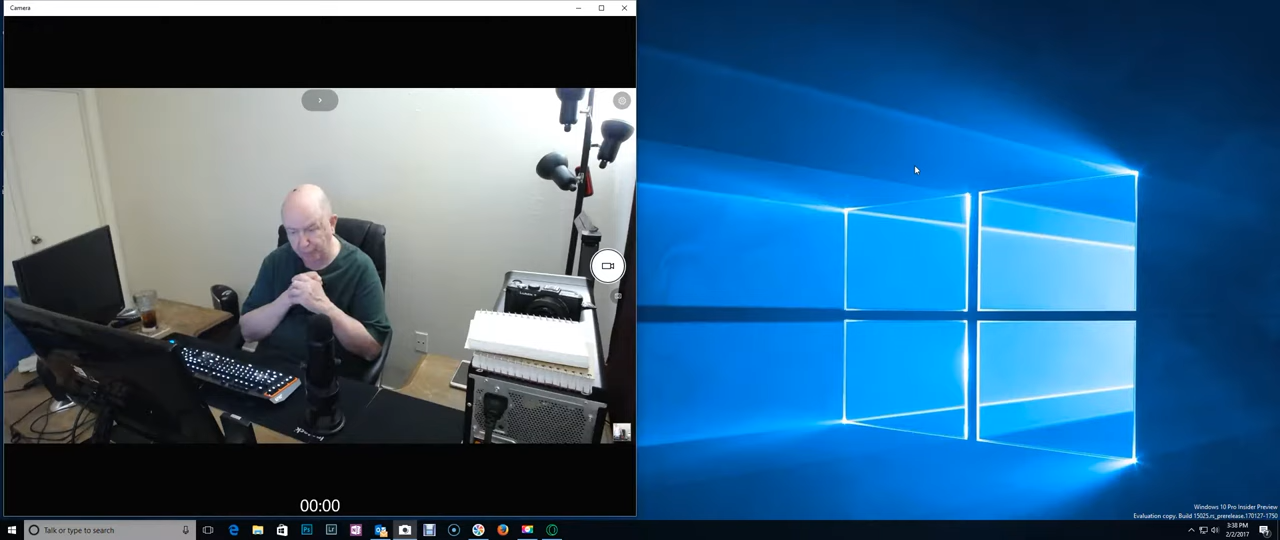 Camera
00:00
Talk or type to search
Windows 10 Pro Insider Preview
Evaluation copy. Build 15025.rs_prerelease.170127-1750
3:38 PM
2/2/2017